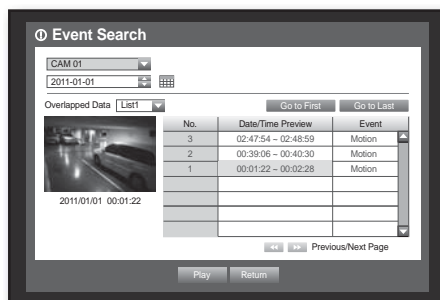 Event Search
CAM 01
2011-01-01
Overlapped Data List1 Go to First Go to Last
No. Date/Time Preview Event
3 02:47:54 ~ 02:48:59 Motion
2 00:39:06 ~ 00:40:30 Motion
1 00:01:22 ~ 00:02:28 Motion
2011/01/01 00:01:22
Previous/Next Page
Play Return